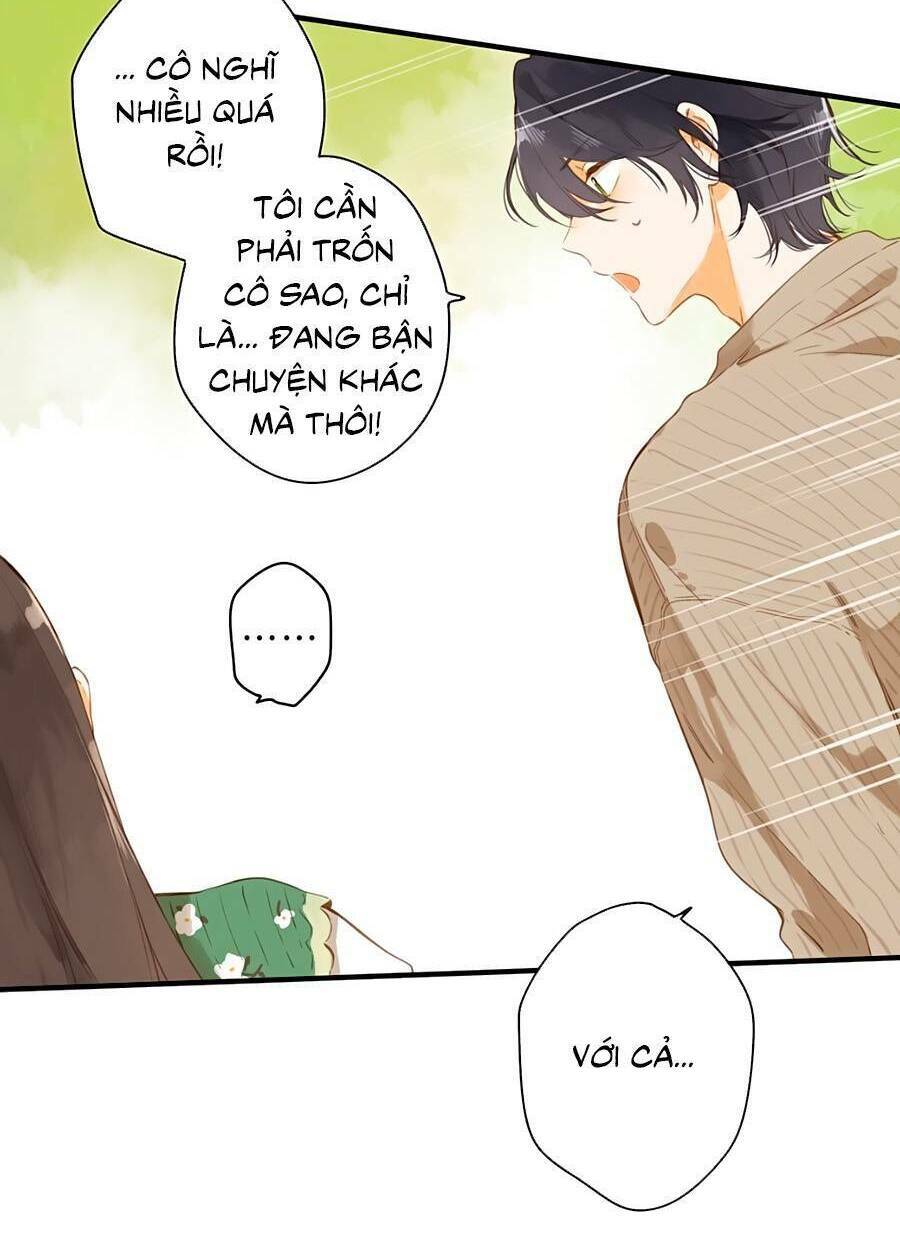 ... CÔ NGHĨ
NHIỀU QUÁ
RỒI!
TÔI CẦN
PHẢI TRỐN
CÔ SAO, CHỈ
LÀ... ĐANG BẬN
CHUYỆN KHÁC
MÀ THÔI!
......
VỚI CẢ...